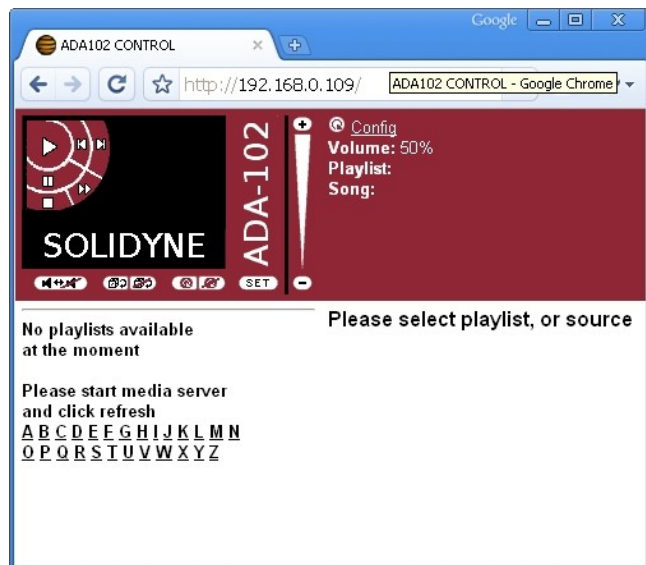 Google
ADA102 CONTROL
http://192.168.0.109/
ADA102 CONTROL - Google Chrome
SOLIDYNE
ADA-102
SET
Config
Volume: 50%
Playlist:
Song:
No playlists available
at the moment
Please start media server
and click refresh
A B C D E F G H I J K L M N
O P Q R S T U V W X Y Z
Please select playlist, or source